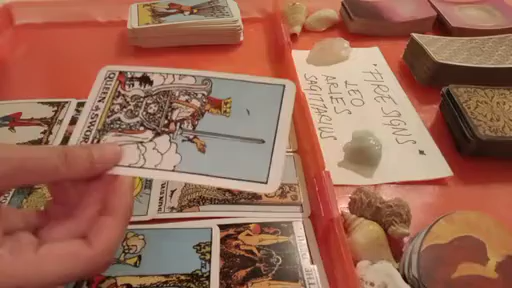 QUEEN of SWORDS
• FIRE SIGNS •
LEO
ARIES
SAGITTARIUS